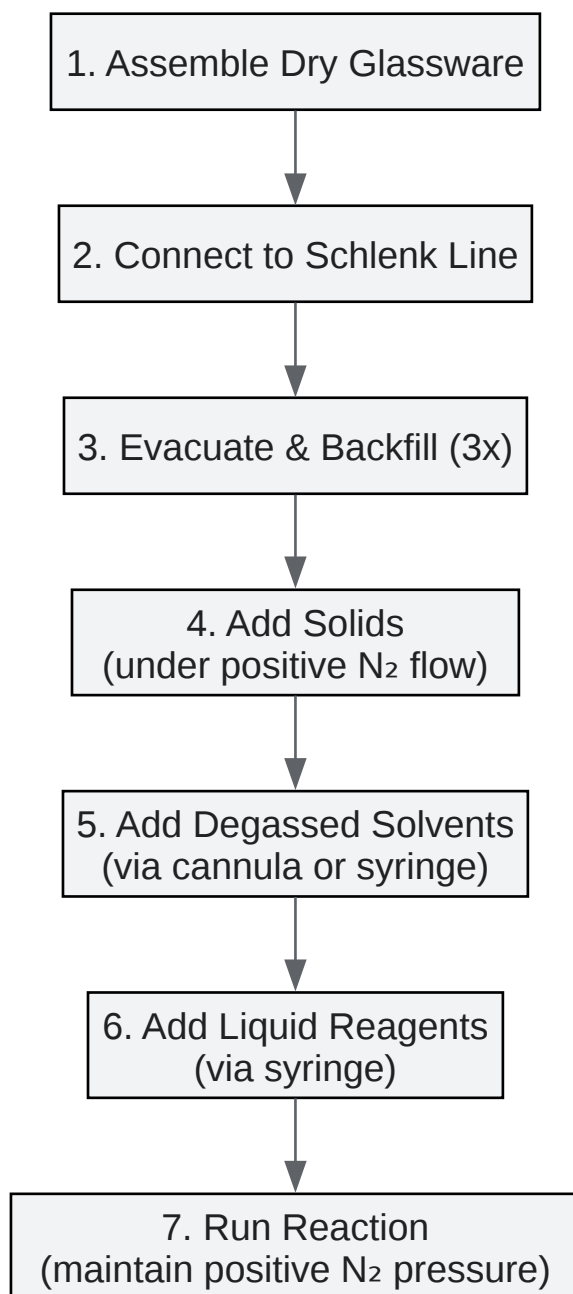 1. Assemble Dry Glassware
2. Connect to Schlenk Line
3. Evacuate & Backfill (3x)
4. Add Solids
(under positive N₂ flow)
5. Add Degassed Solvents
(via cannula or syringe)
6. Add Liquid Reagents
(via syringe)
7. Run Reaction
(maintain positive N₂ pressure)